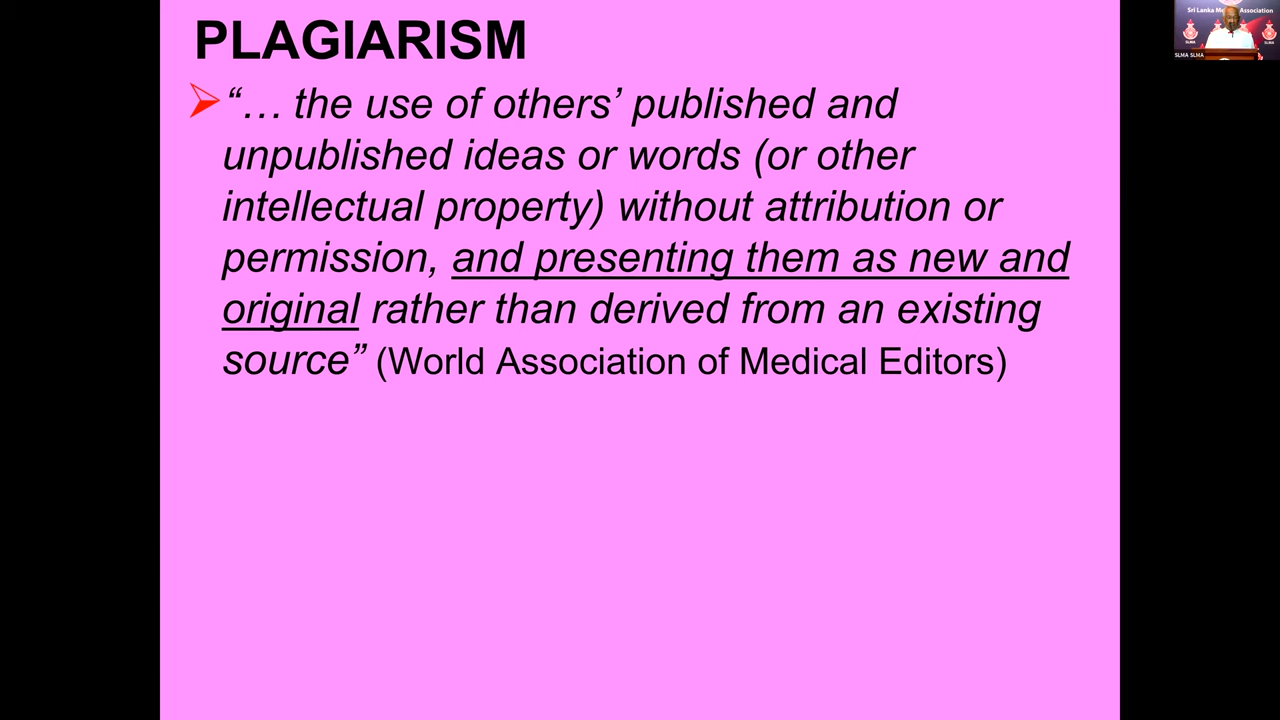 PLAGIARISM
“… the use of others’ published and
unpublished ideas or words (or other
intellectual property) without attribution or
permission, and presenting them as new and
original rather than derived from an existing
source” (World Association of Medical Editors)
Sri Lanka Me Association
SLMA
SLMA
SLMA SLMA